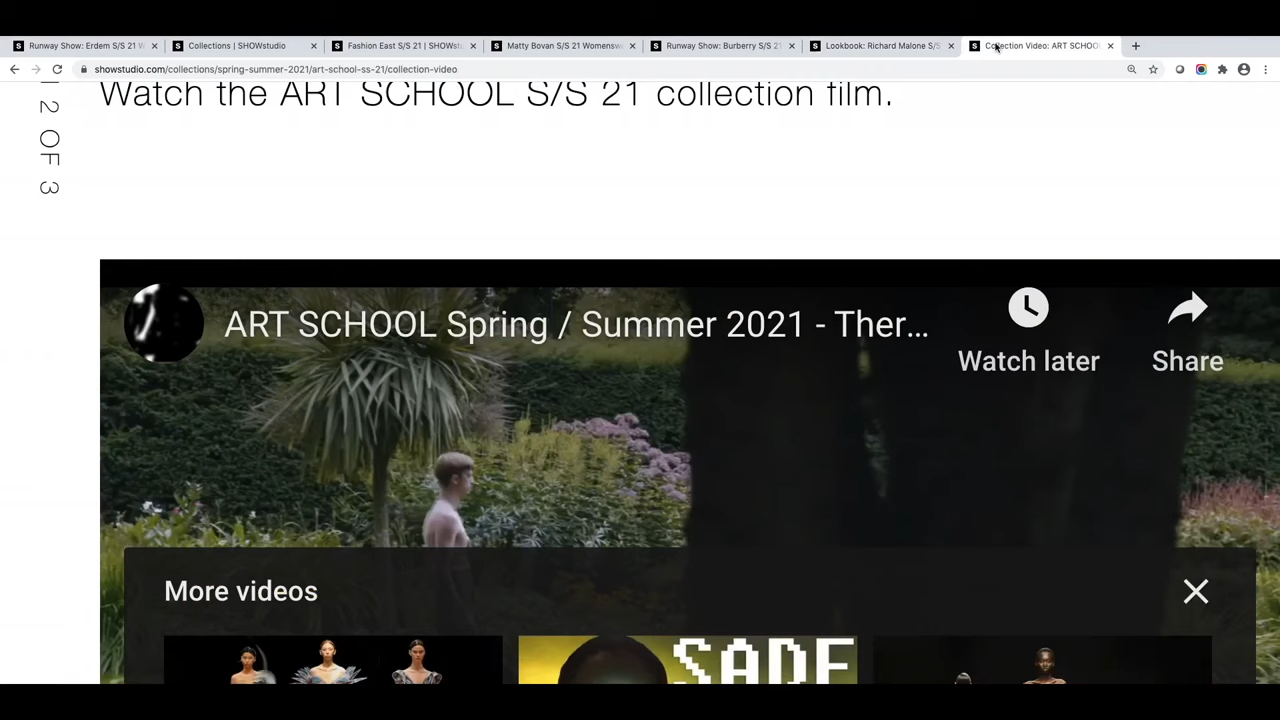 Runway Show: Erdem S/S 21 W
Collections | SHOWstudio
Fashion East S/S 21 | SHOWst
Matty Bovan S/S 21 Womensw
Runway Show: Burberry S/S 21
Lookbook: Richard Malone S/S
Collection Video: ART SCHOO
showstudio.com/collections/spring-summer-2021/art-school-ss-21/collection-video
Watch the ART SCHOOL S/S 21 collection film.
2 OF 3
ART SCHOOL Spring / Summer 2021 - Ther...
Watch later
Share
More videos
SADE